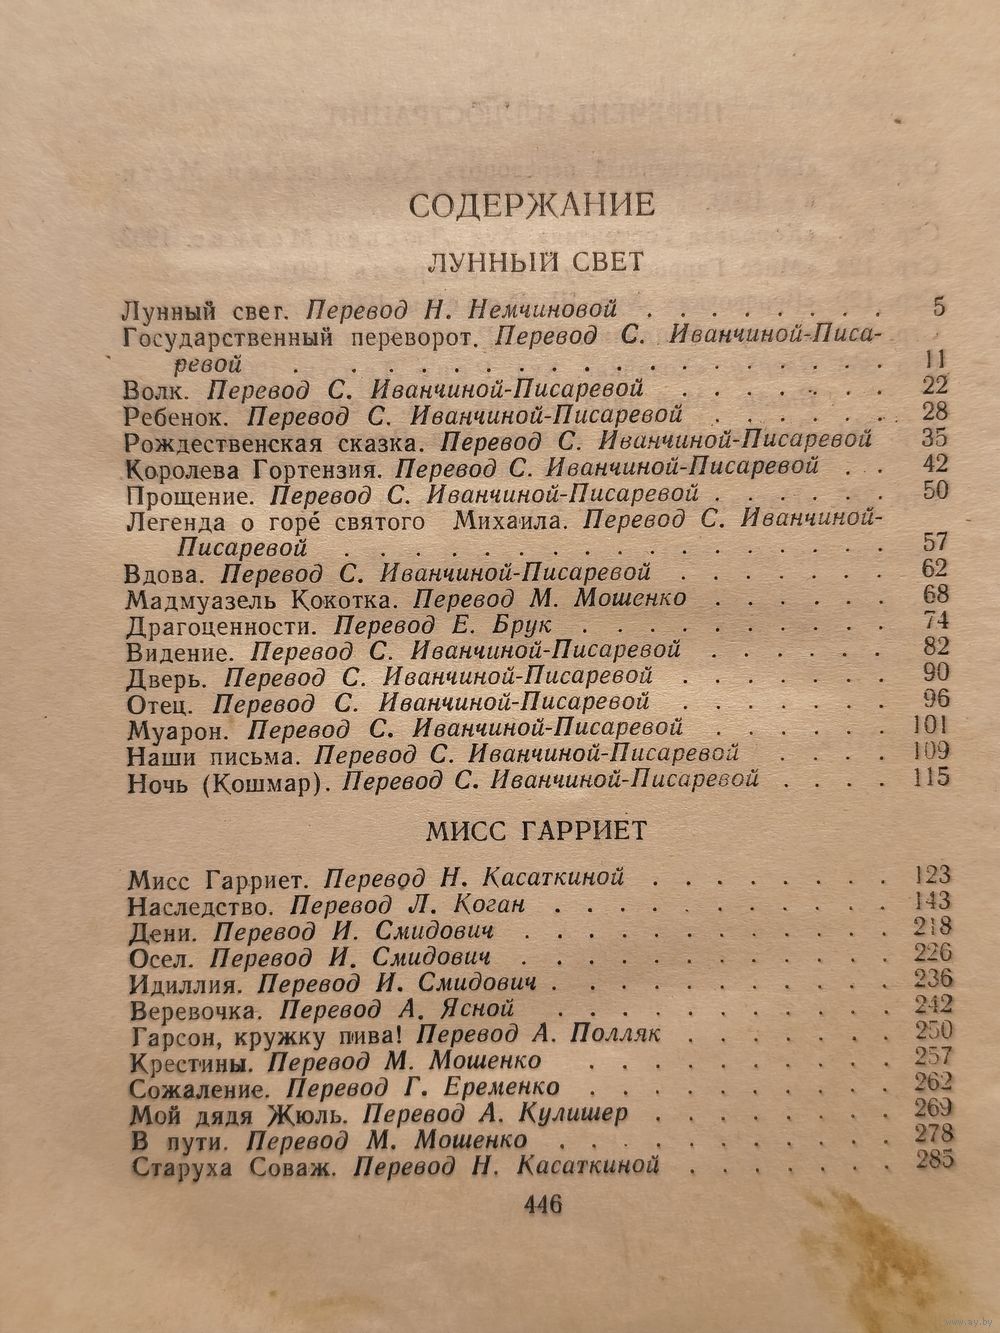 СОДЕРЖАНИЕ
ЛУННЫЙ СВЕТ
Лунный свет. Перевод Н. Немчиновой . . . . . . . . 5
Государственный переворот. Перевод С. Иванчиной-Писа-
ревой . . . . . . . . . . . . . . . . . 11
Волк. Перевод С. Иванчиной-Писаревой . . . . . . . 22
Ребенок. Перевод С. Иванчиной-Писаревой . . . . . . 28
Рождественская сказка. Перевод С. Иванчиной-Писаревой 35
Королева Гортензия. Перевод С. Иванчиной-Писаревой . . 42
Прощение. Перевод С. Иванчиной-Писаревой . . . . . . 50
Легенда о горе́ святого Михаила. Перевод С. Иванчиной-
Писаревой . . . . . . . . . . . . . . . . . 57
Вдова. Перевод С. Иванчиной-Писаревой . . . . . . . 62
Мадмуазель Кокотка. Перевод М. Мошенко . . . . . . 68
Драгоценности. Перевод Е. Брук . . . . . . . . . . 74
Видение. Перевод С. Иванчиной-Писаревой . . . . . . 82
Дверь. Перевод С. Иванчиной-Писаревой . . . . . . . 90
Отец. Перевод С. Иванчиной-Писаревой . . . . . . . 96
Муарон. Перевод С. Иванчиной-Писаревой . . . . . . 101
Наши письма. Перевод С. Иванчиной-Писаревой . . . . 109
Ночь (Кошмар). Перевод С. Иванчиной-Писаревой . . . . 115
МИСС ГАРРИЕТ
Мисс Гарриет. Перевод Н. Касаткиной . . . . . . . . 123
Наследство. Перевод Л. Коган . . . . . . . . . . . 143
Дени. Перевод И. Смидович . . . . . . . . . . . . 218
Осел. Перевод И. Смидович . . . . . . . . . . . . 226
Идиллия. Перевод И. Смидович . . . . . . . . . . . 236
Веревочка. Перевод А. Ясной . . . . . . . . . . . 242
Гарсон, кружку пива! Перевод А. Полляк . . . . . . . 250
Крестины. Перевод М. Мошенко . . . . . . . . . . 257
Сожаление. Перевод Г. Еременко . . . . . . . . . . 262
Мой дядя Жюль. Перевод А. Кулишер . . . . . . . . 269
В пути. Перевод М. Мошенко . . . . . . . . . . . 278
Старуха Соваж. Перевод Н. Касаткиной . . . . . . . 285
446
www.ay.by